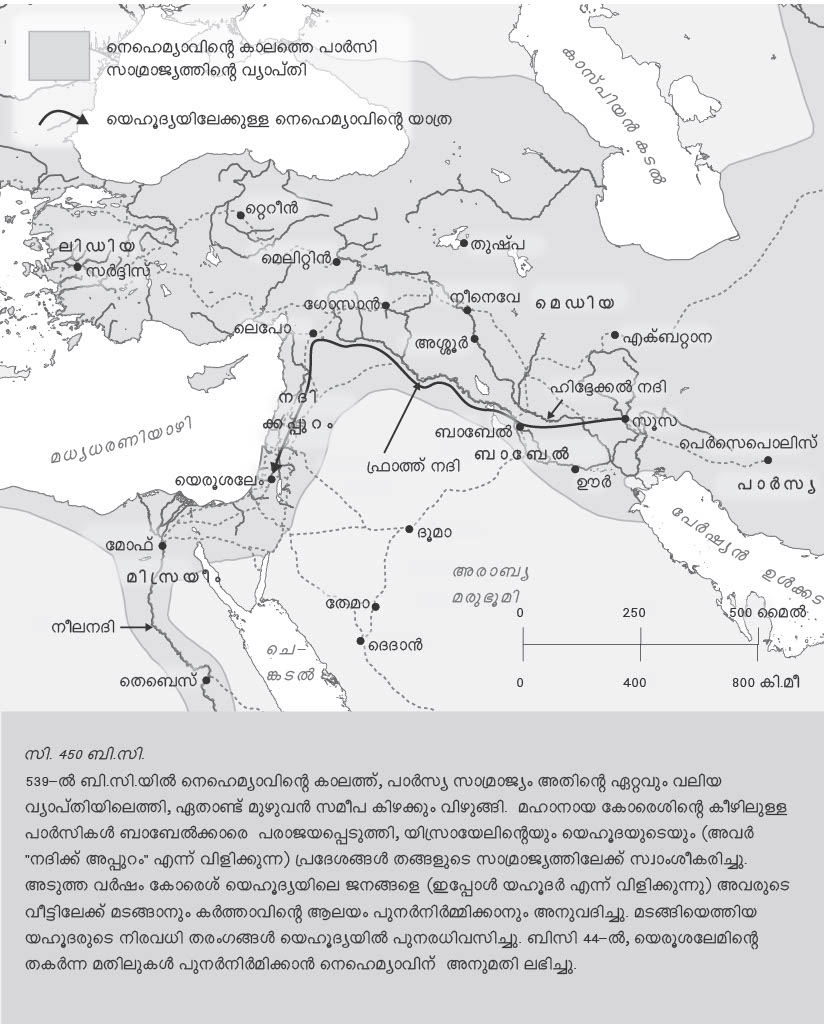 നെഹെമ്യാവിന്റെ കാലത്തെ പാർസി
സാമ്രാജ്യത്തിന്റെ വ്യാപ്തി
യെഹൂദ്യയിലേക്കുള്ള നെഹെമ്യാവിന്റെ യാത്ര
കാസ്പിയൻ കടൽ
റ്റെറീൻ
ലിഡിയ
സർദ്ദിസ്
മെലിറ്റിൻ
തുഷ്പ
ഗോസാൻ
നീനെവേ
മെഡിയ
ലെപോ
അശ്ശൂർ
എക്ബറ്റാന
നദി
ക്കപ്പുറം
ഹിദ്ദേക്കൽ നദി
മധ്യധരണിയാഴി
ബാബേൽ
സൂസ
ഫ്രാത്ത് നദി
ബാബേൽ
പെർസെപൊലിസ്
യെരൂശലേം
ഊർ
പാർസ്യ
മോഫ്
ദൂമാ
പേർഷ്യൻ ഉൾക്കട
മിസ്രയീം
അരാബ്യ
മരുഭൂമി
തേമാ
0 250 500 മൈൽ
നീലനദി
ദെദാൻ
ചെ-
ങ്കടൽ
തെബെസ്
0 400 800 കി.മീ
സി. 450 ബി.സി.
539-ൽ ബി.സി.യിൽ നെഹെമ്യാവിന്റെ കാലത്ത്, പാർസ്യ സാമ്രാജ്യം അതിന്റെ ഏറ്റവും വലിയ
വ്യാപ്തിയിലെത്തി, ഏതാണ്ട് മുഴുവൻ സമീപ കിഴക്കും വിഴുങ്ങി. മഹാനായ കോരെശിന്റെ കീഴിലുള്ള
പാർസികൾ ബാബേൽക്കാരെ പരാജയപ്പെടുത്തി, യിസ്രായേലിന്റെയും യെഹൂദയുടെയും (അവർ
"നദിക്ക് അപ്പുറം" എന്ന് വിളിക്കുന്ന) പ്രദേശങ്ങൾ തങ്ങളുടെ സാമ്രാജ്യത്തിലേക്ക് സ്വാംശീകരിച്ചു.
അടുത്ത വർഷം കോരെശ് യെഹൂദ്യയിലെ ജനങ്ങളെ (ഇപ്പോൾ യഹൂദർ എന്ന് വിളിക്കുന്നു) അവരുടെ
വീട്ടിലേക്ക് മടങ്ങാനും കർത്താവിന്റെ ആലയം പുനർനിർമ്മിക്കാനും അനുവദിച്ചു. മടങ്ങിയെത്തിയ
യഹൂദരുടെ നിരവധി തരംഗങ്ങൾ യെഹൂദ്യയിൽ പുനരധിവസിച്ചു. ബിസി 44-ൽ, യെരൂശലേമിന്റെ
തകർന്ന മതിലുകൾ പുനർനിർമിക്കാൻ നെഹെമ്യാവിന് അനുമതി ലഭിച്ചു.